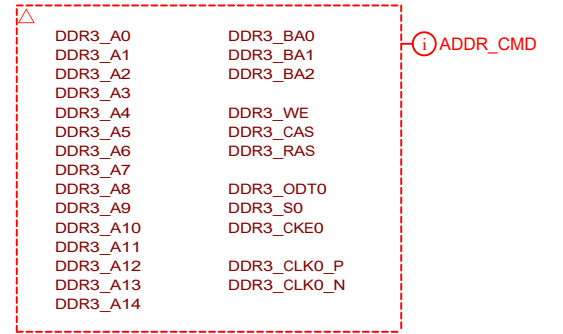 DDR3_A0 DDR3_BA0
DDR3_A1 DDR3_BA1
DDR3_A2 DDR3_BA2
DDR3_A3
DDR3_A4 DDR3_WE
DDR3_A5 DDR3_CAS
DDR3_A6 DDR3_RAS
DDR3_A7
DDR3_A8 DDR3_ODT0
DDR3_A9 DDR3_S0
DDR3_A10 DDR3_CKE0
DDR3_A11
DDR3_A12 DDR3_CLK0_P
DDR3_A13 DDR3_CLK0_N
DDR3_A14
i ADDR_CMD